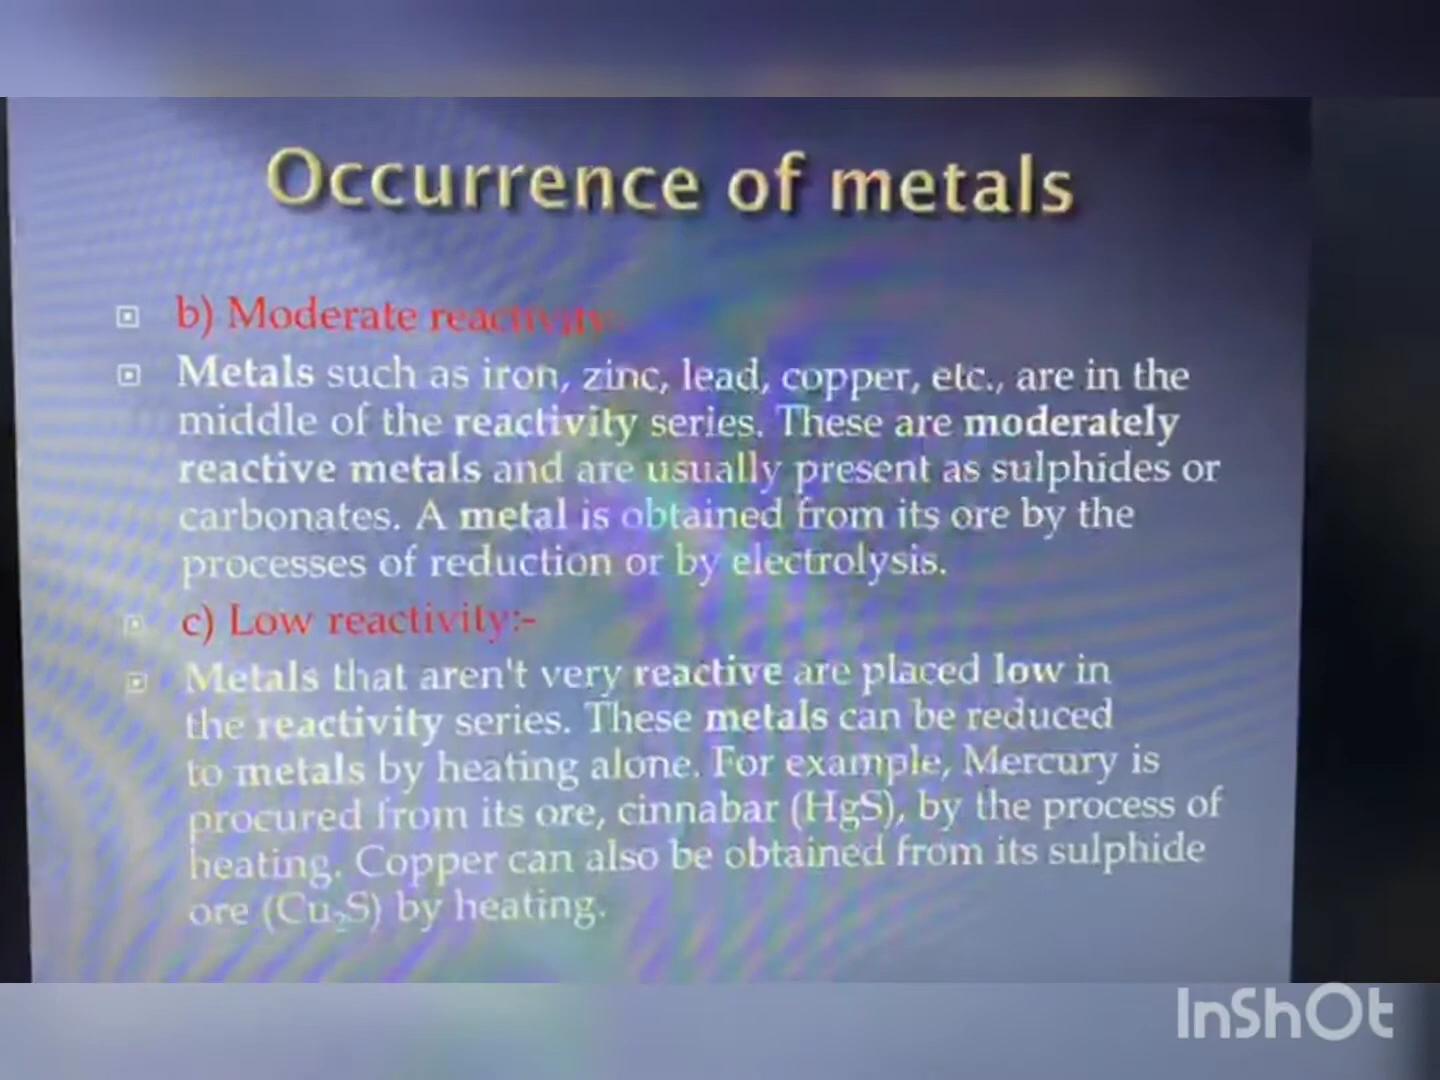 Occurrence of metals
b) Moderate reactivity:-
Metals such as iron, zinc, lead, copper, etc., are in the
middle of the reactivity series. These are moderately
reactive metals and are usually present as sulphides or
carbonates. A metal is obtained from its ore by the
processes of reduction or by electrolysis.
c) Low reactivity:-
Metals that aren't very reactive are placed low in
the reactivity series. These metals can be reduced
to metals by heating alone. For example, Mercury is
procured from its ore, cinnabar (HgS), by the process of
heating. Copper can also be obtained from its sulphide
ore (Cu₂S) by heating.
InShOt